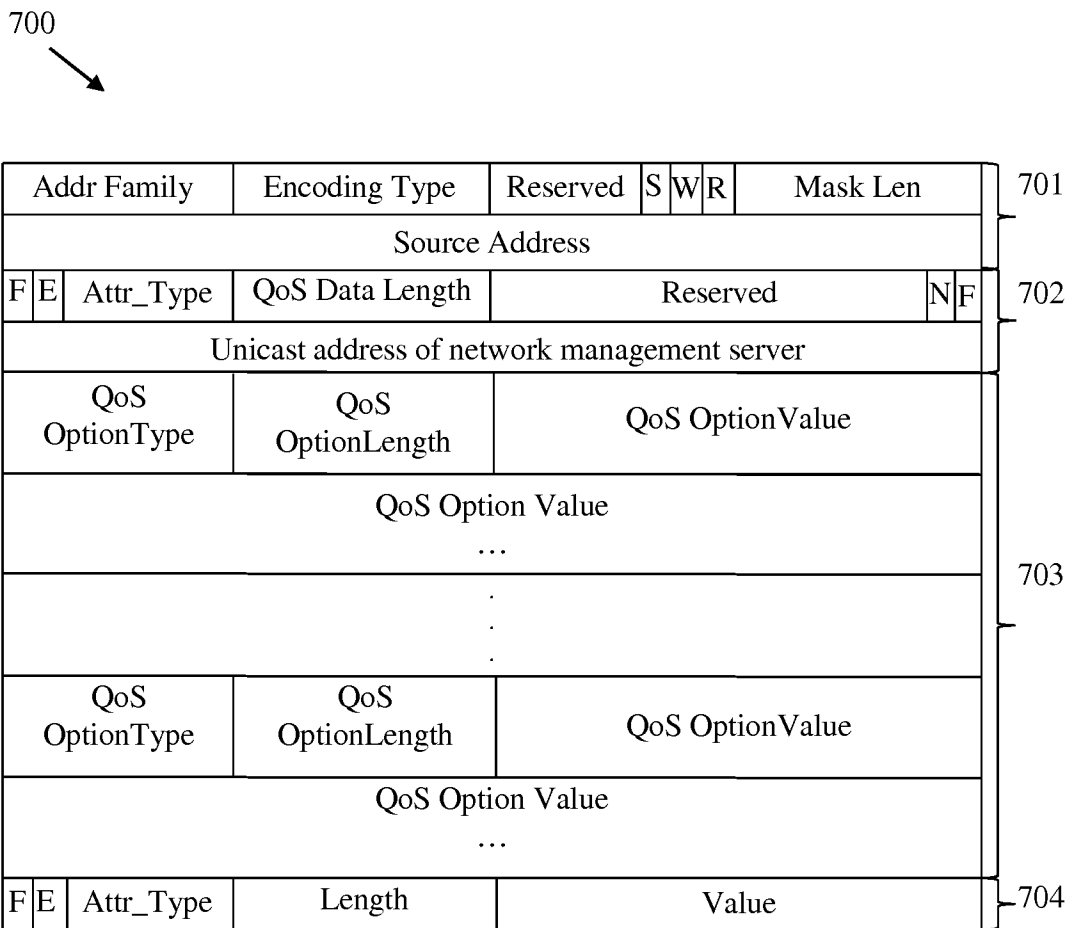 700
Addr Family Encoding Type Reserved S W R Mask Len 701
Source Address
F E Attr_Type QoS Data Length Reserved N F 702
Unicast address of network management server
QoS OptionType QoS OptionLength QoS OptionValue
QoS Option Value
...
.
.
.
703
QoS OptionType QoS OptionLength QoS OptionValue
QoS Option Value
...
F E Attr_Type Length Value 704